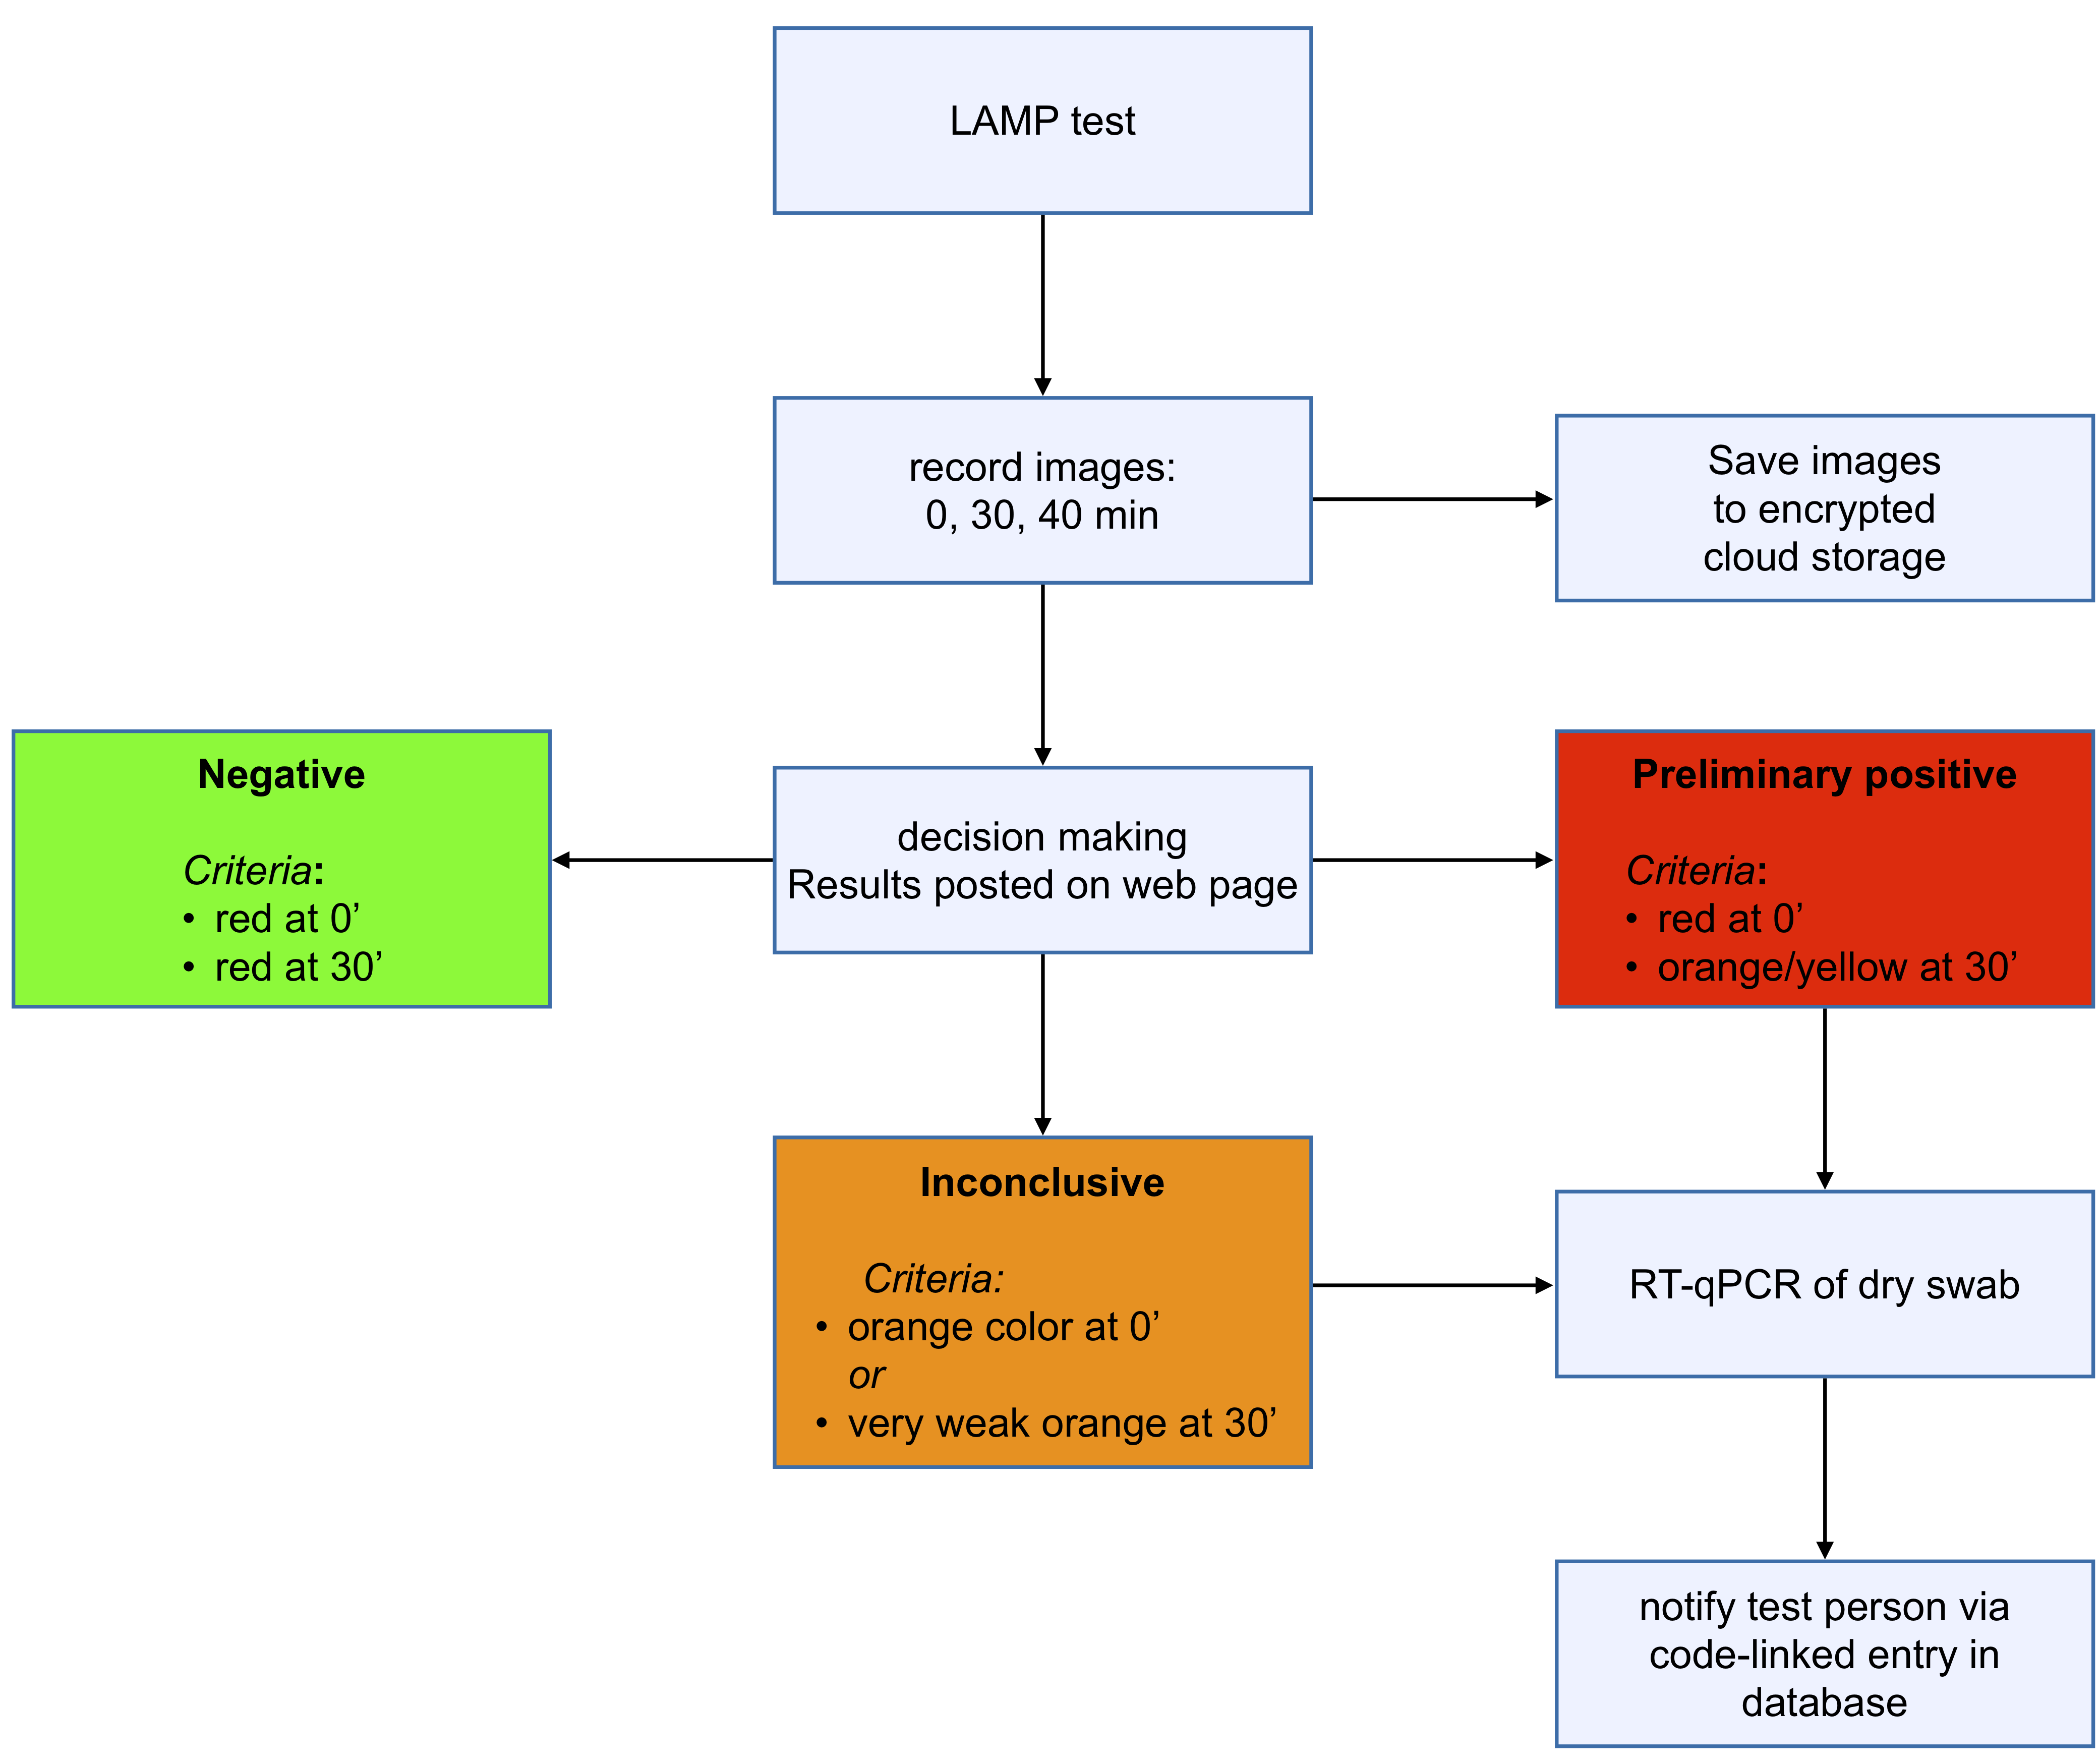 LAMP test
record images:
0, 30, 40 min
Save images
to encrypted
cloud storage
Negative
Criteria:
• red at 0’
• red at 30’
decision making
Results posted on web page
Preliminary positive
Criteria:
• red at 0’
• orange/yellow at 30’
Inconclusive
Criteria:
• orange color at 0’
or
• very weak orange at 30’
RT-qPCR of dry swab
notify test person via
code-linked entry in
database